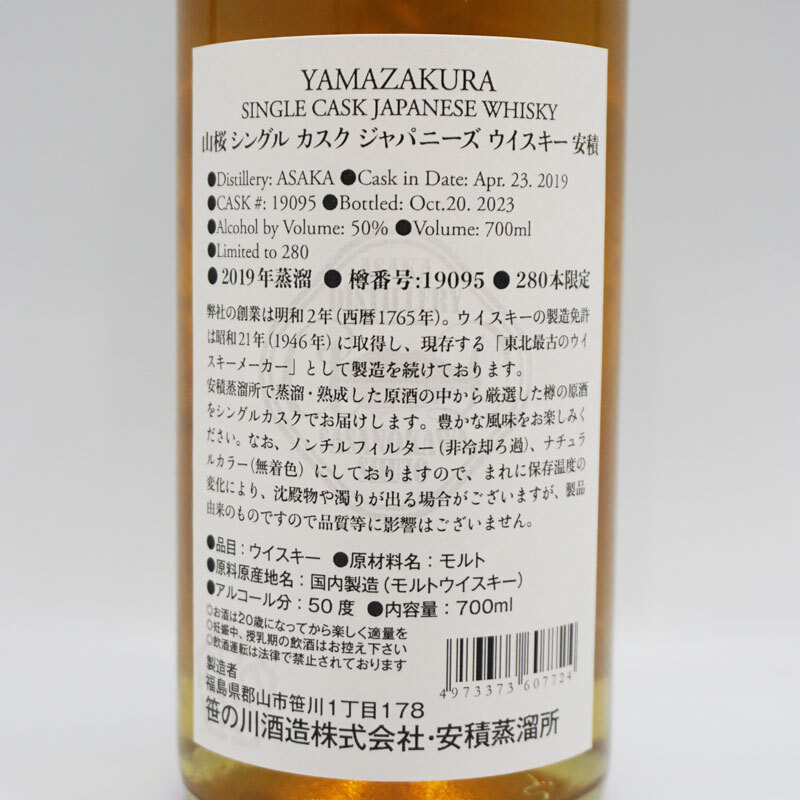 YAMAZAKURA
SINGLE CASK JAPANESE WHISKY
山桜 シングル カスク ジャパニーズ ウイスキー 安積
●Distillery: ASAKA ●Cask in Date: Apr. 23. 2019
●CASK #: 19095 ●Bottled: Oct.20. 2023
●Alcohol by Volume: 50% ●Volume: 700ml
●Limited to 280
●2019年蒸溜 ●樽番号:19095 ●280本限定
弊社の創業は明和2年(西暦1765年)。ウイスキーの製造免許
は昭和21年(1946年)に取得し、現存する「東北最古のウイ
スキーメーカー」として製造を続けております。
安積蒸溜所で蒸溜・熟成した原酒の中から厳選した樽の原酒
をシングルカスクでお届けします。豊かな風味をお楽しみく
ださい。なお、ノンチルフィルター(非冷却ろ過)、ナチュラ
ルカラー(無着色)にしておりますので、まれに保存温度の
変化により、沈殿物や濁りが出る場合がございますが、製品
由来のものですので品質等に影響はございません。
●品目:ウイスキー ●原材料名:モルト
●原料原産地名:国内製造(モルトウイスキー)
●アルコール分:50度 ●内容量:700ml
◎お酒は20歳になってから楽しく適量を
◎妊娠中、授乳期の飲酒はお控え下さい
◎飲酒運転は法律で禁止されております
製造者
福島県郡山市笹川1丁目178
笹の川酒造株式会社・安積蒸溜所
4973373607724